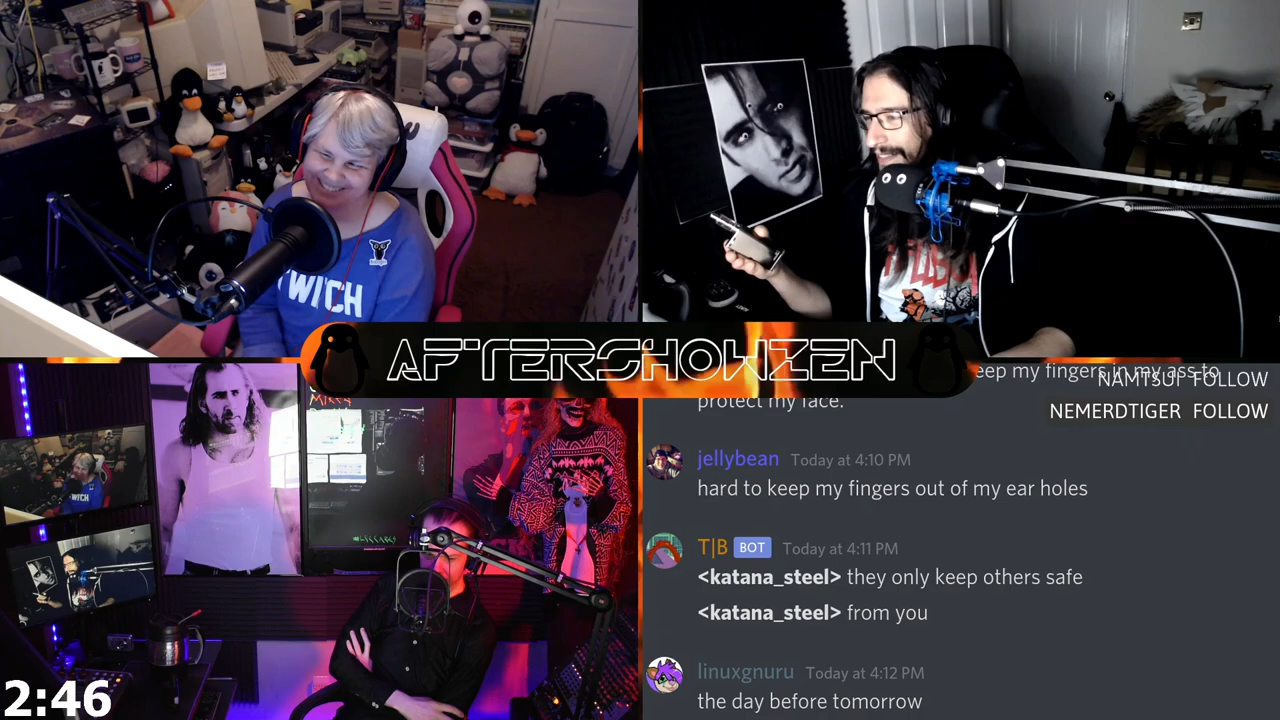 TWITCH
AFTERSHOWZEN
eep my fingers in my ass to
protect my face.
NAMTSUI FOLLOW
NEMERDTIGER FOLLOW
jellybean Today at 4:10 PM
hard to keep my fingers out of my ear holes
T|B BOT Today at 4:11 PM
<katana_steel> they only keep others safe
<katana_steel> from you
linuxgnuru Today at 4:12 PM
the day before tomorrow
2:46